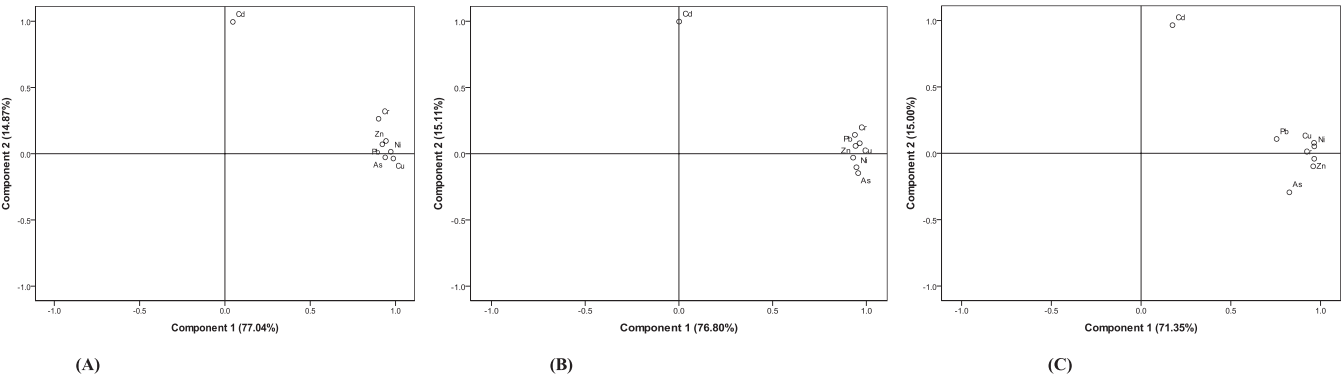 Cd
1.0
0.5
Cr
Zn
Ni
0.0
Pb
As
Cu
-0.5
-1.0
-1.0 -0.5 0.0 0.5 1.0
Component 2 (14.87%)
Component 1 (77.04%)
(A)
Cd
1.0
0.5
Cr
Pb
Zn Cu
0.0
Ni
As
-0.5
-1.0
-1.0 -0.5 0.0 0.5 1.0
Component 2 (15.11%)
Component 1 (76.80%)
(B)
Cd
1.0
0.5
Pb Cu Ni
Cr
0.0
Zn
As
-0.5
-1.0
-1.0 -0.5 0.0 0.5 1.0
Component 2 (15.00%)
Component 1 (71.35%)
(C)